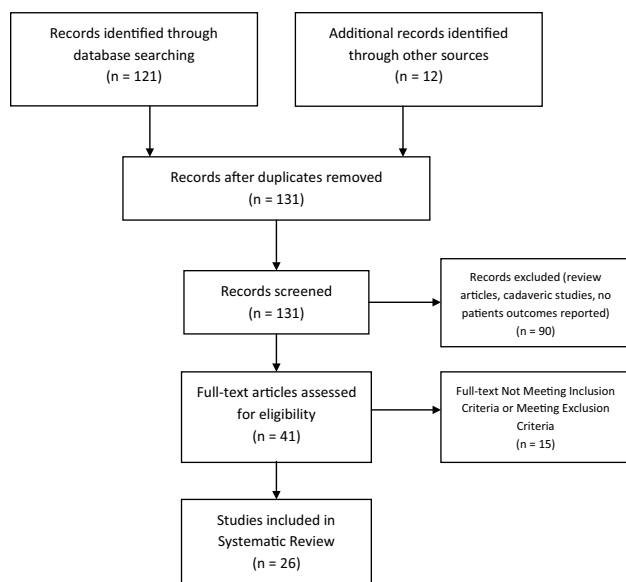 Records identified through
database searching
(n = 121)
Additional records identified
through other sources
(n = 12)
Records after duplicates removed
(n = 131)
Records screened
(n = 131)
Records excluded (review
articles, cadaveric studies, no
patients outcomes reported)
(n = 90)
Full-text articles assessed
for eligibility
(n = 41)
Full-text Not Meeting Inclusion
Criteria or Meeting Exclusion
Criteria
(n = 15)
Studies included in
Systematic Review
(n = 26)